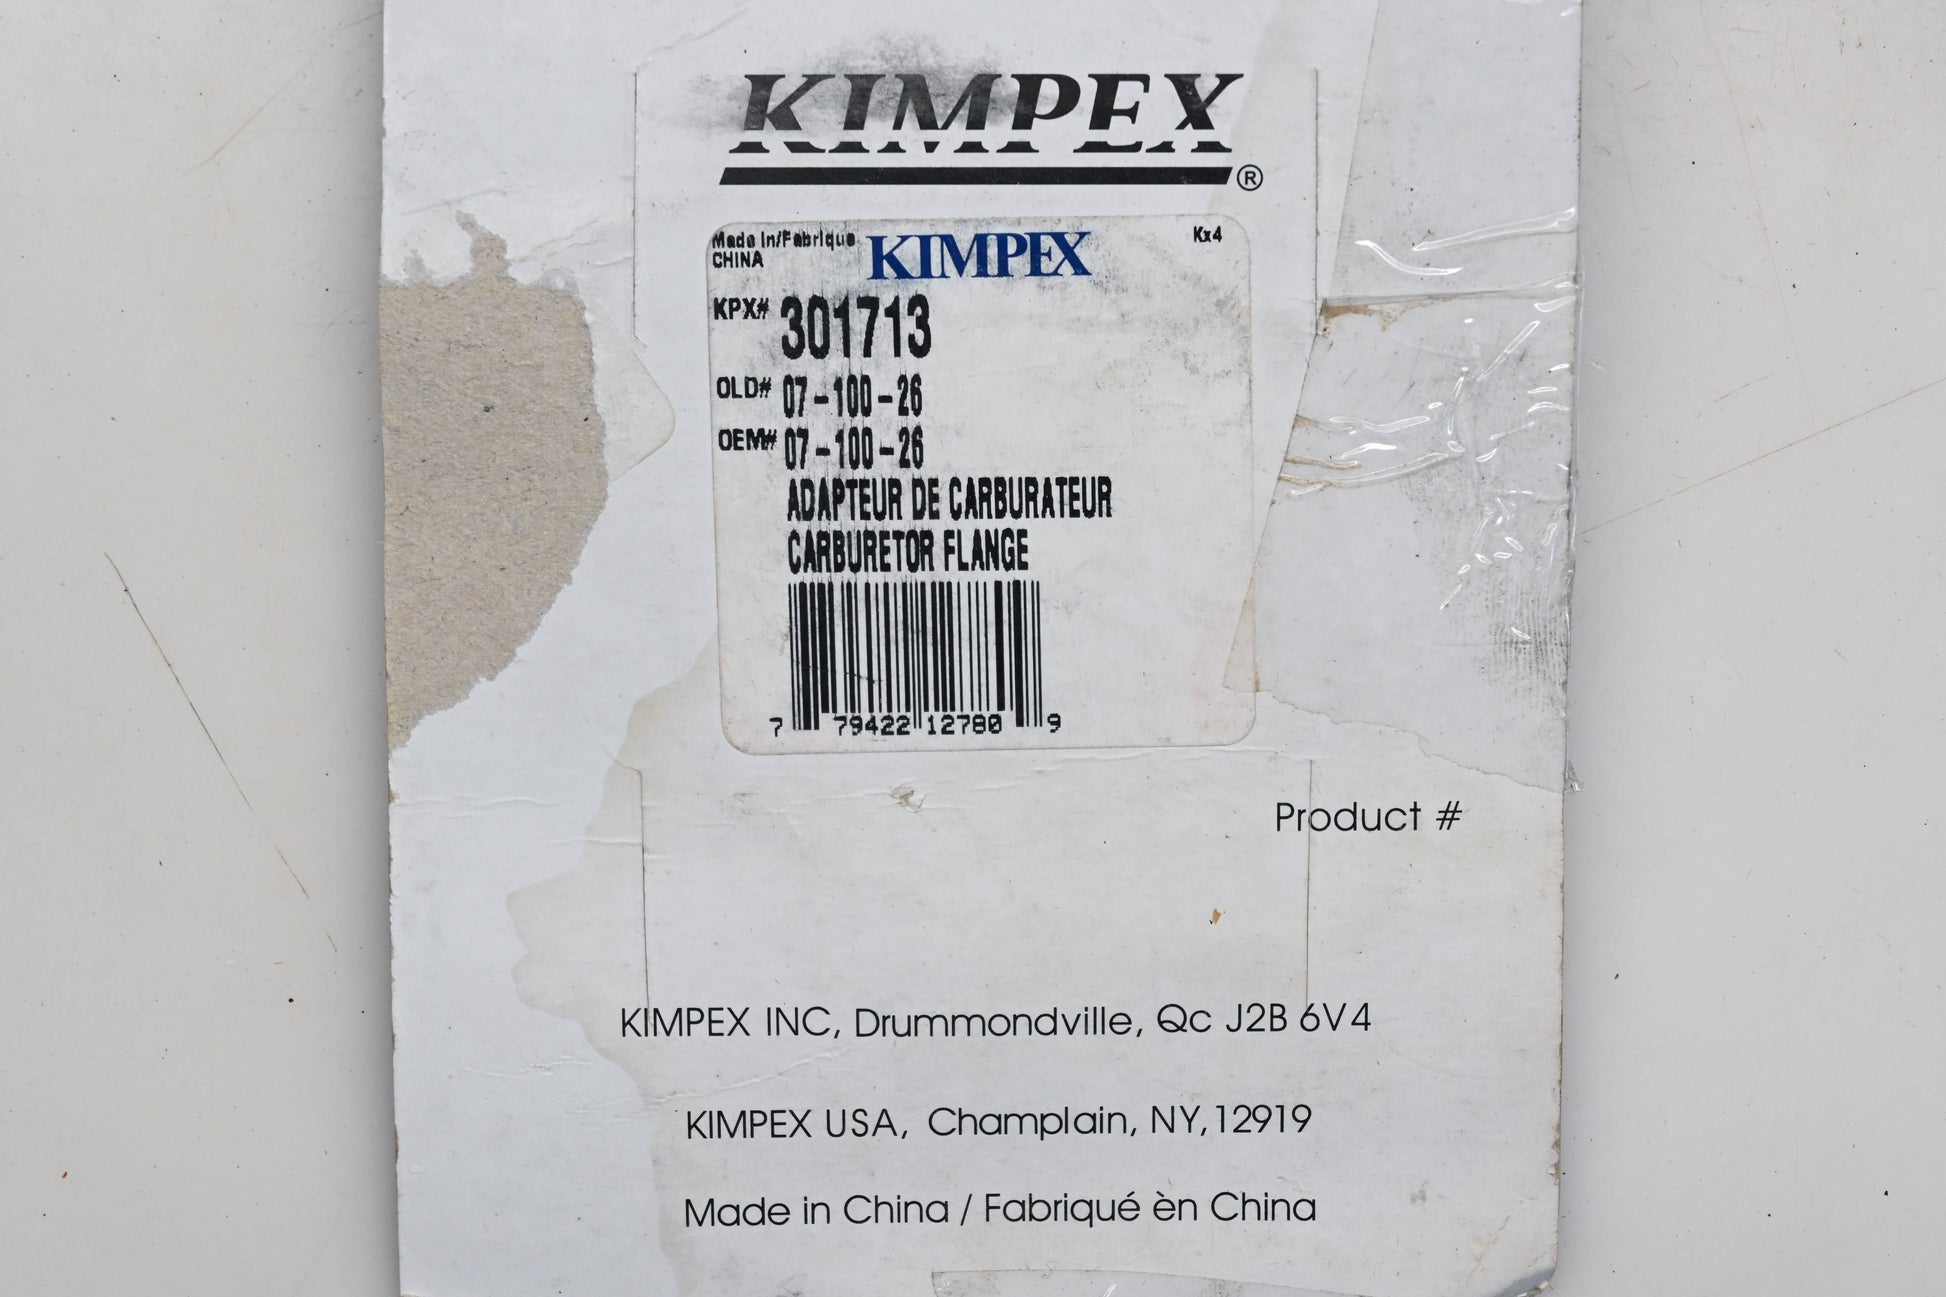 KIMPEX
®
Made In/Fabrique KIMPEX Kx4
CHINA
KPX# 301713
OLD# 07-100-26
OEM# 07-100-26
ADAPTEUR DE CARBURATEUR
CARBURETOR FLANGE
7 79422 12780 9
Product #
KIMPEX INC, Drummondville, Qc J2B 6V4
KIMPEX USA, Champlain, NY, 12919
Made in China / Fabriqué èn China